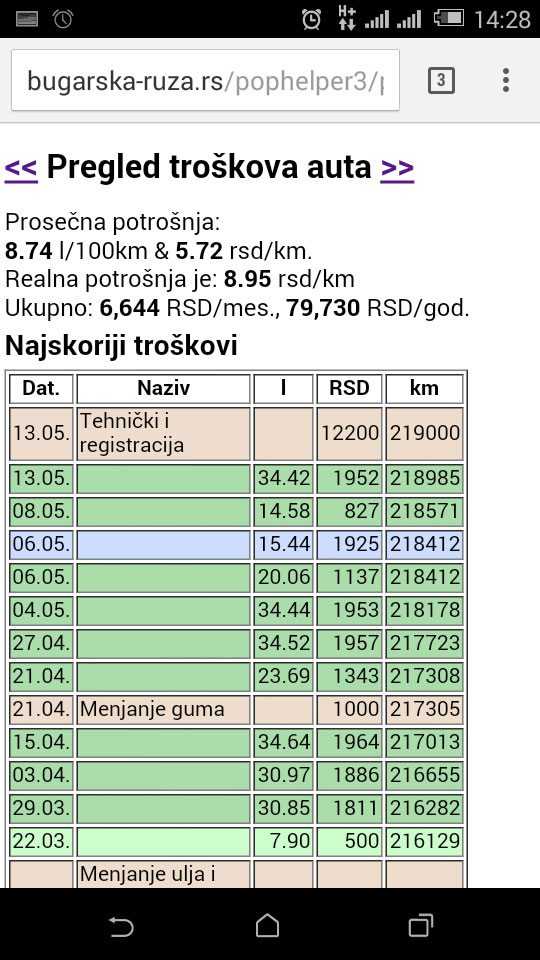 14:28
bugarska-ruza.rs/pophelper3/
3
<< Pregled troškova auta >>
Prosečna potrošnja:
8.74 l/100km & 5.72 rsd/km.
Realna potrošnja je: 8.95 rsd/km
Ukupno: 6,644 RSD/mes., 79,730 RSD/god.
Najskoriji troškovi
Dat. Naziv l RSD km
13.05. Tehnički i registracija 12200 219000
13.05. 34.42 1952 218985
08.05. 14.58 827 218571
06.05. 15.44 1925 218412
06.05. 20.06 1137 218412
04.05. 34.44 1953 218178
27.04. 34.52 1957 217723
21.04. 23.69 1343 217308
21.04. Menjanje guma 1000 217305
15.04. 34.64 1964 217013
03.04. 30.97 1886 216655
29.03. 30.85 1811 216282
22.03. 7.90 500 216129
Menjanje ulja i